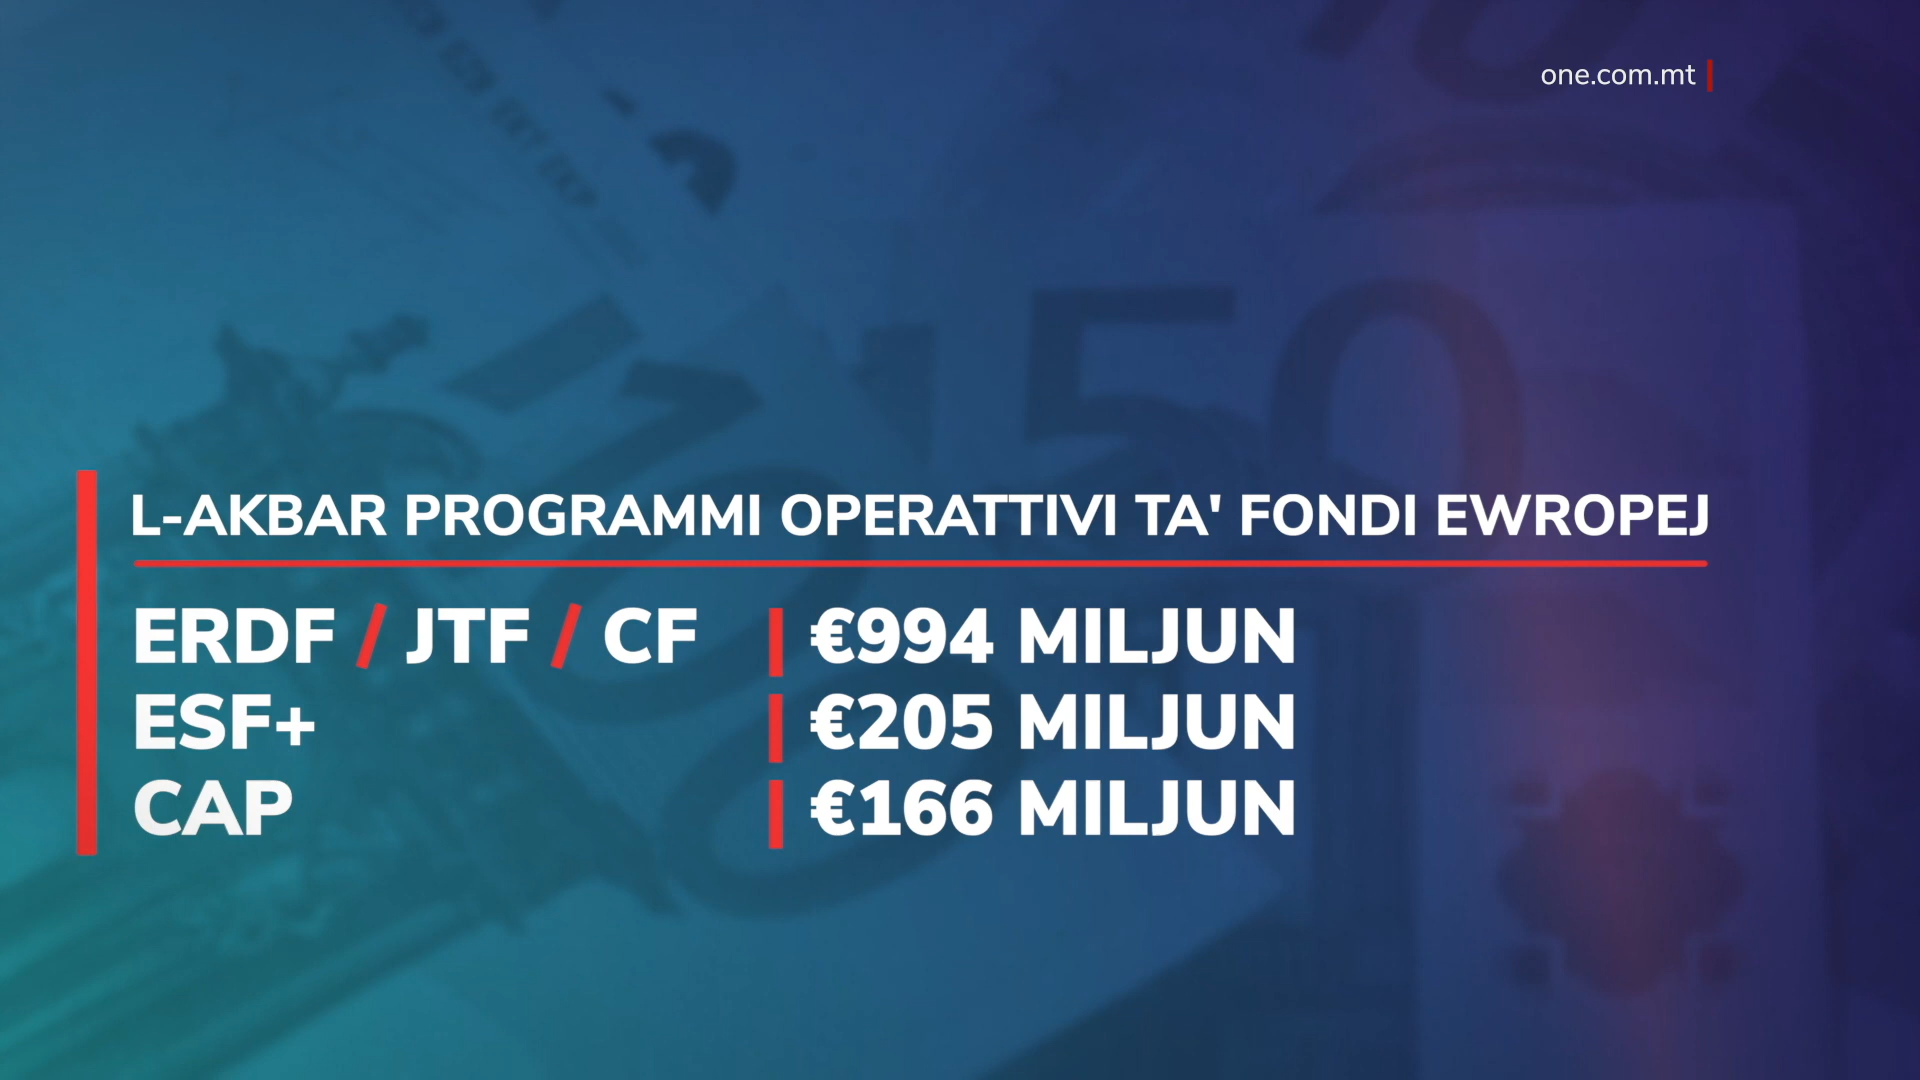 one.com.mt
L-AKBAR PROGRAMMI OPERATTIVI TA' FONDI EWROPEJ
ERDF / JTF / CF | €994 MILJUN
ESF+ | €205 MILJUN
CAP | €166 MILJUN
50